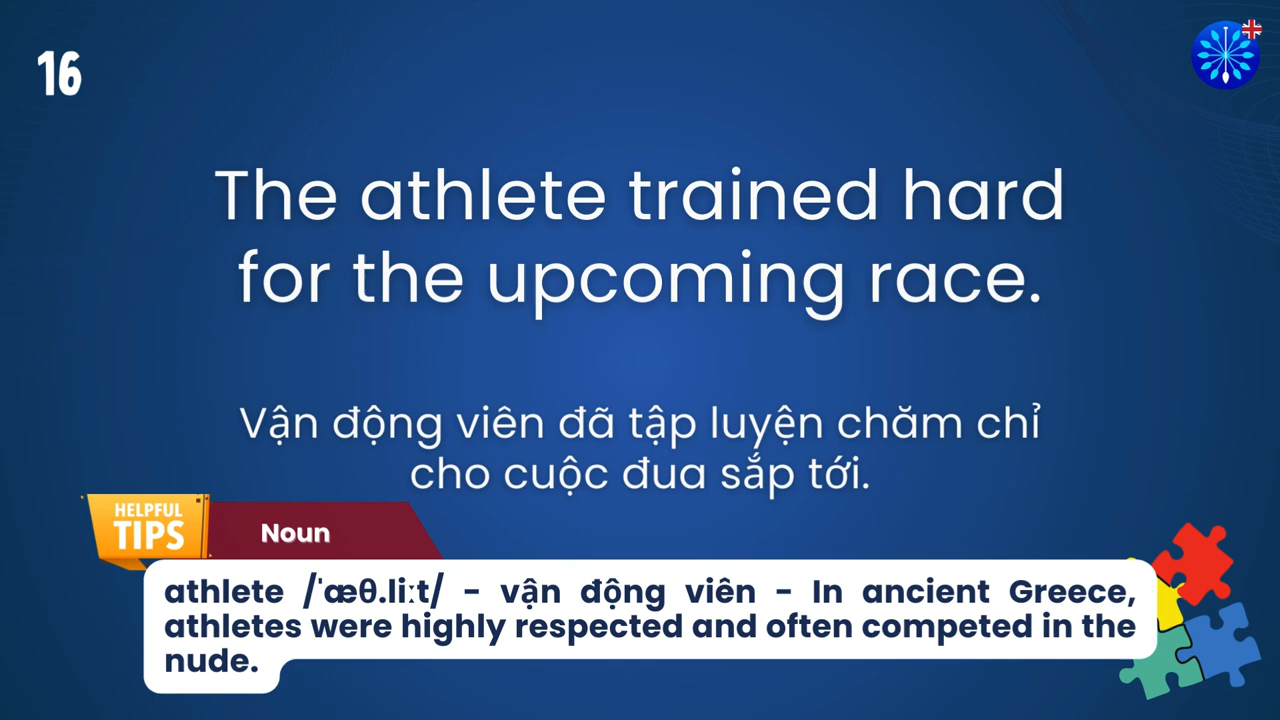 16
The athlete trained hard
for the upcoming race.
Vận động viên đã tập luyện chăm chỉ
cho cuộc đua sắp tới.
HELPFUL
TIPS
Noun
athlete /ˈæθ.liːt/ - vận động viên - In ancient Greece,
athletes were highly respected and often competed in the
nude.